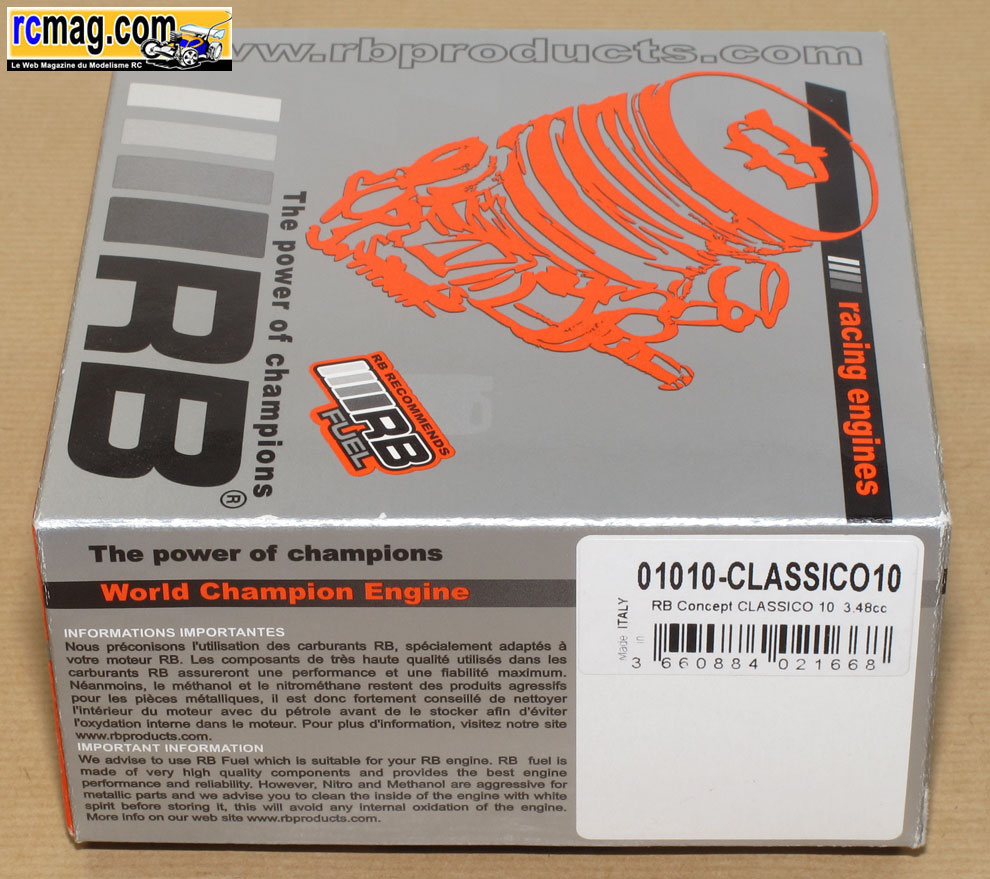 rcmag.com
Le Web Magazine du Modelisme RC
www.rbproducts.com
RB®
The power of champions
RB RECOMMENDS
RB
FUEL
racing engines
The power of champions
World Champion Engine
INFORMATIONS IMPORTANTES
Nous préconisons l'utilisation des carburants RB, spécialement adaptés à
votre moteur RB. Les composants de très haute qualité utilisés dans les
carburants RB assureront une performance et une fiabilité maximum.
Néanmoins, le méthanol et le nitrométhane restent des produits agressifs
pour les pièces métalliques, il est donc fortement conseillé de nettoyer
l'intérieur du moteur avec du pétrole avant de le stocker afin d'éviter
l'oxydation interne dans le moteur. Pour plus d'information, visitez notre site
www.rbproducts.com.
IMPORTANT INFORMATION
We advise to use RB Fuel which is suitable for your RB engine. RB fuel is
made of very high quality components and provides the best engine
performance and reliability. However, Nitro and Methanol are aggressive for
metallic parts and we advise you to clean the inside of the engine with white
spirit before storing it, this will avoid any internal oxidation of the engine.
More info on our web site www.rbproducts.com.
01010-CLASSICO10
RB Concept CLASSICO 10 3.48cc
Made in ITALY
3 660884 021668